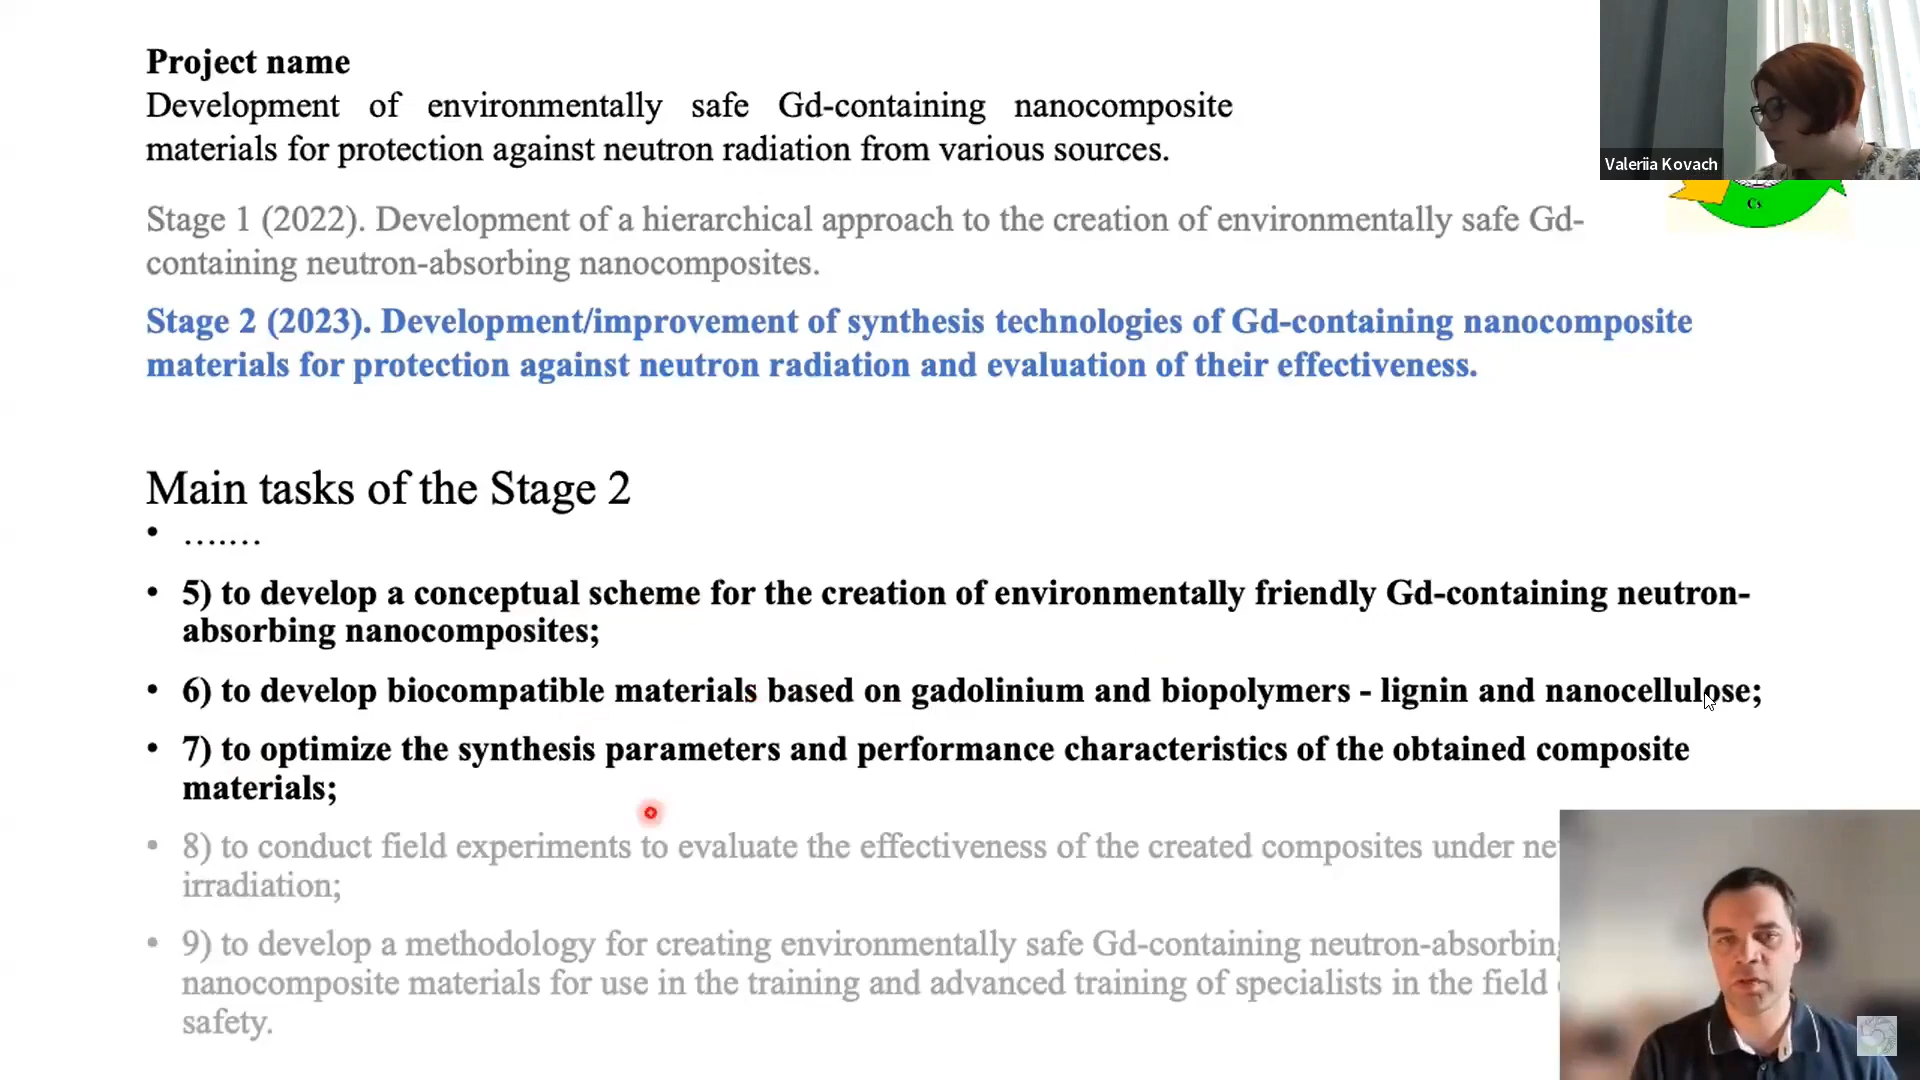 Project name
Development of environmentally safe Gd-containing nanocomposite
materials for protection against neutron radiation from various sources.
Valeriia Kovach
Cs
Stage 1 (2022). Development of a hierarchical approach to the creation of environmentally safe Gd-
containing neutron-absorbing nanocomposites.
Stage 2 (2023). Development/improvement of synthesis technologies of Gd-containing nanocomposite
materials for protection against neutron radiation and evaluation of their effectiveness.
Main tasks of the Stage 2
• .......
• 5) to develop a conceptual scheme for the creation of environmentally friendly Gd-containing neutron-
absorbing nanocomposites;
• 6) to develop biocompatible materials based on gadolinium and biopolymers - lignin and nanocellulose;
• 7) to optimize the synthesis parameters and performance characteristics of the obtained composite
materials;
• 8) to conduct field experiments to evaluate the effectiveness of the created composites under
irradiation;
• 9) to develop a methodology for creating environmentally safe Gd-containing neutron-absorbing
nanocomposite materials for use in the training and advanced training of specialists in the field
safety.